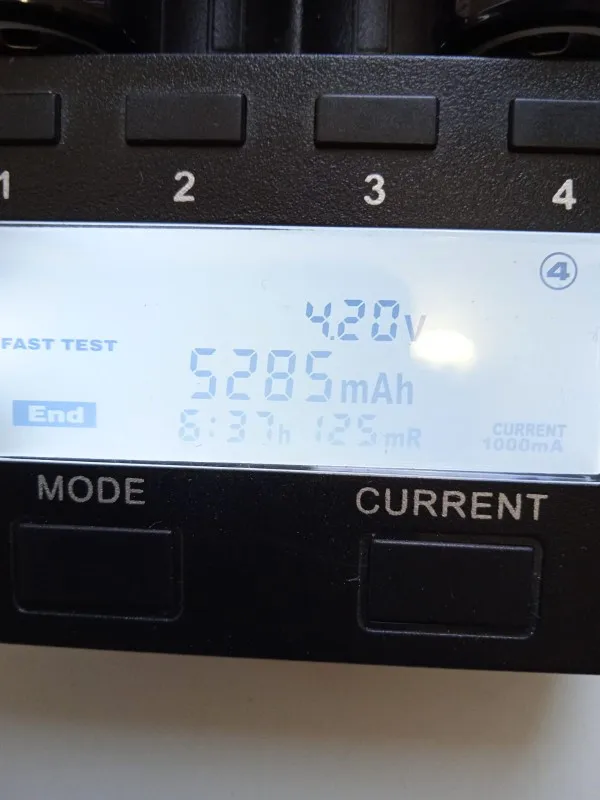 1 2 3 4
4
4.20V
FAST TEST
5285mAh
End
6:37h 125mR
CURRENT
1000mA
MODE CURRENT